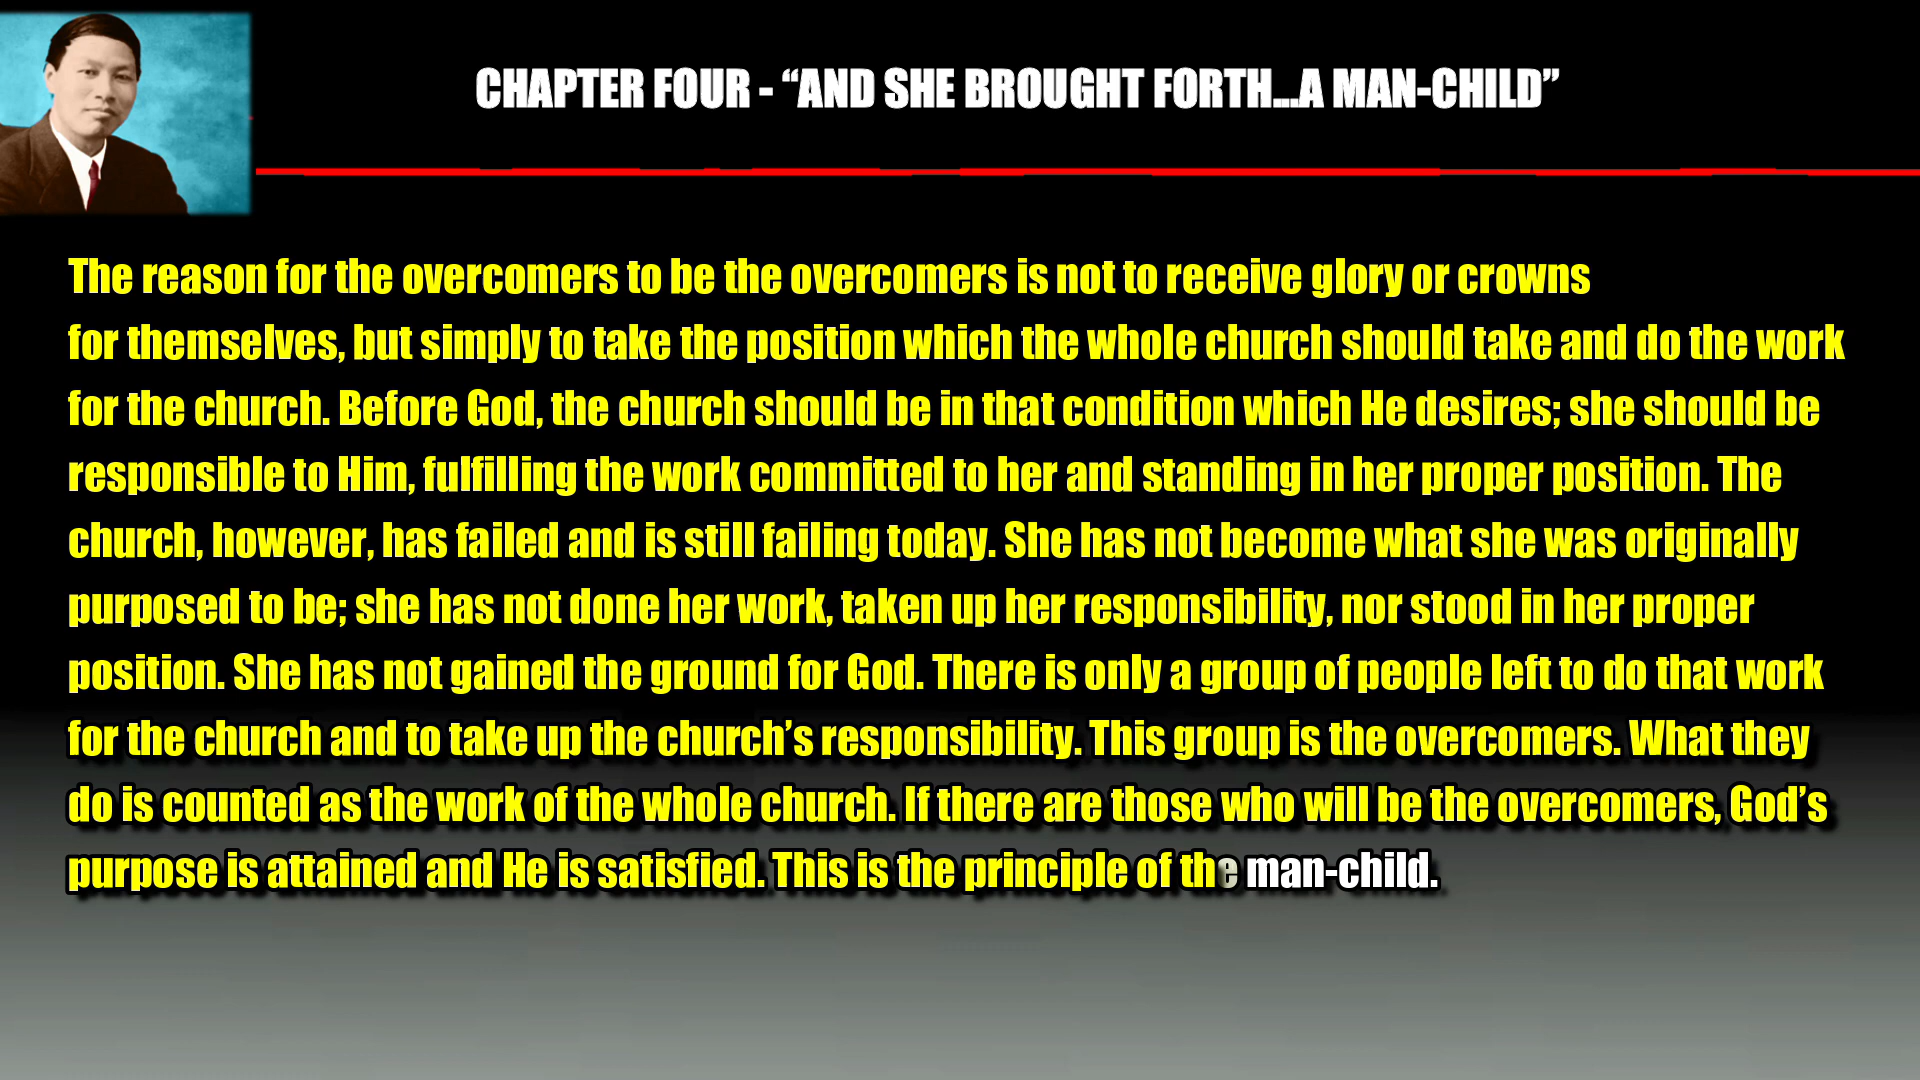 CHAPTER FOUR - “AND SHE BROUGHT FORTH...A MAN-CHILD”
The reason for the overcomers to be the overcomers is not to receive glory or crowns
for themselves, but simply to take the position which the whole church should take and do the work
for the church. Before God, the church should be in that condition which He desires; she should be
responsible to Him, fulfilling the work committed to her and standing in her proper position. The
church, however, has failed and is still failing today. She has not become what she was originally
purposed to be; she has not done her work, taken up her responsibility, nor stood in her proper
position. She has not gained the ground for God. There is only a group of people left to do that work
for the church and to take up the church’s responsibility. This group is the overcomers. What they
do is counted as the work of the whole church. If there are those who will be the overcomers, God’s
purpose is attained and He is satisfied. This is the principle of the man-child.